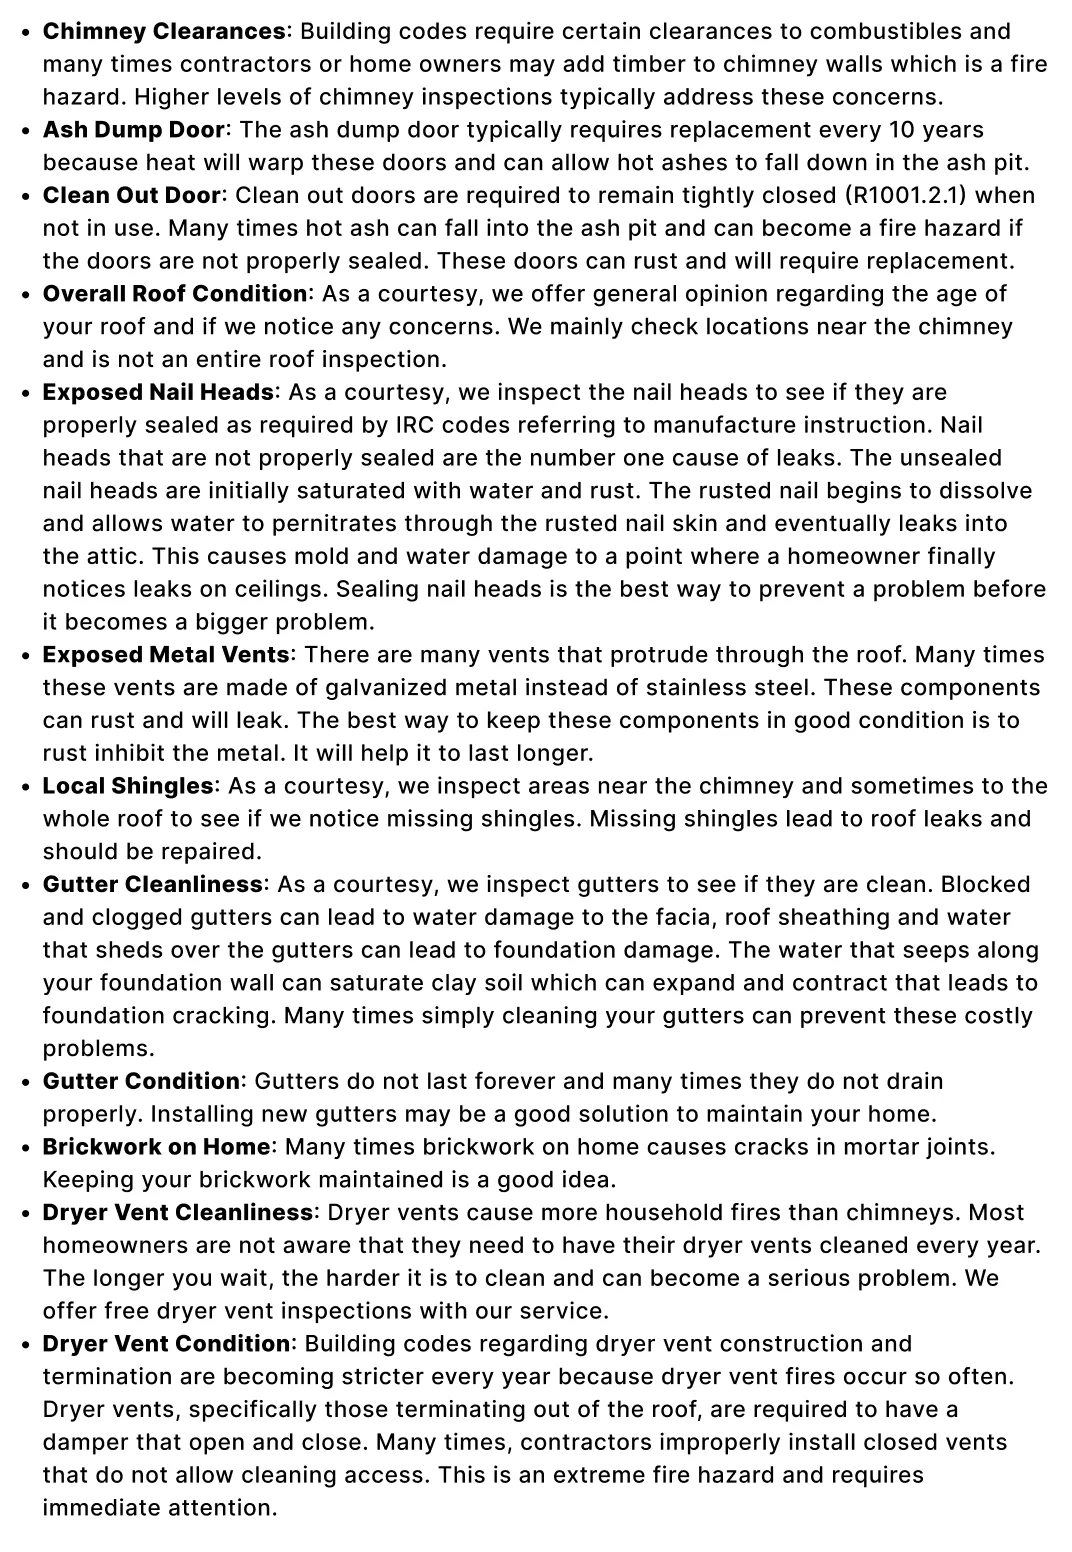 • Chimney Clearances: Building codes require certain clearances to combustibles and
many times contractors or home owners may add timber to chimney walls which is a fire
hazard. Higher levels of chimney inspections typically address these concerns.
• Ash Dump Door: The ash dump door typically requires replacement every 10 years
because heat will warp these doors and can allow hot ashes to fall down in the ash pit.
• Clean Out Door: Clean out doors are required to remain tightly closed (R1001.2.1) when
not in use. Many times hot ash can fall into the ash pit and can become a fire hazard if
the doors are not properly sealed. These doors can rust and will require replacement.
• Overall Roof Condition: As a courtesy, we offer general opinion regarding the age of
your roof and if we notice any concerns. We mainly check locations near the chimney
and is not an entire roof inspection.
• Exposed Nail Heads: As a courtesy, we inspect the nail heads to see if they are
properly sealed as required by IRC codes referring to manufacture instruction. Nail
heads that are not properly sealed are the number one cause of leaks. The unsealed
nail heads are initially saturated with water and rust. The rusted nail begins to dissolve
and allows water to pernitrates through the rusted nail skin and eventually leaks into
the attic. This causes mold and water damage to a point where a homeowner finally
notices leaks on ceilings. Sealing nail heads is the best way to prevent a problem before
it becomes a bigger problem.
• Exposed Metal Vents: There are many vents that protrude through the roof. Many times
these vents are made of galvanized metal instead of stainless steel. These components
can rust and will leak. The best way to keep these components in good condition is to
rust inhibit the metal. It will help it to last longer.
• Local Shingles: As a courtesy, we inspect areas near the chimney and sometimes to the
whole roof to see if we notice missing shingles. Missing shingles lead to roof leaks and
should be repaired.
• Gutter Cleanliness: As a courtesy, we inspect gutters to see if they are clean. Blocked
and clogged gutters can lead to water damage to the facia, roof sheathing and water
that sheds over the gutters can lead to foundation damage. The water that seeps along
your foundation wall can saturate clay soil which can expand and contract that leads to
foundation cracking. Many times simply cleaning your gutters can prevent these costly
problems.
• Gutter Condition: Gutters do not last forever and many times they do not drain
properly. Installing new gutters may be a good solution to maintain your home.
• Brickwork on Home: Many times brickwork on home causes cracks in mortar joints.
Keeping your brickwork maintained is a good idea.
• Dryer Vent Cleanliness: Dryer vents cause more household fires than chimneys. Most
homeowners are not aware that they need to have their dryer vents cleaned every year.
The longer you wait, the harder it is to clean and can become a serious problem. We
offer free dryer vent inspections with our service.
• Dryer Vent Condition: Building codes regarding dryer vent construction and
termination are becoming stricter every year because dryer vent fires occur so often.
Dryer vents, specifically those terminating out of the roof, are required to have a
damper that open and close. Many times, contractors improperly install closed vents
that do not allow cleaning access. This is an extreme fire hazard and requires
immediate attention.